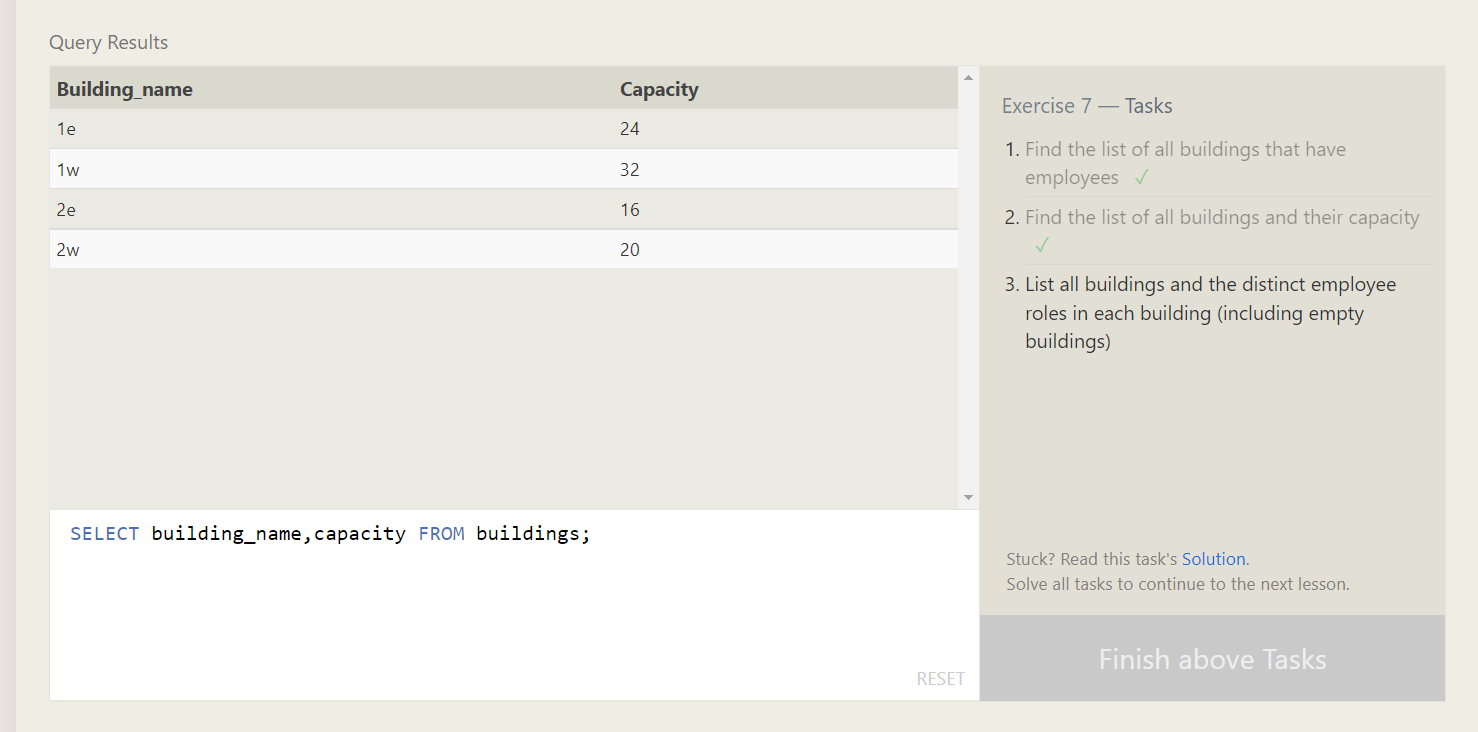 Query Results
Building_name Capacity
1e 24
1w 32
2e 16
2w 20
SELECT building_name,capacity FROM buildings;
RESET
Exercise 7 — Tasks
1. Find the list of all buildings that have
employees ✓
2. Find the list of all buildings and their capacity
✓
3. List all buildings and the distinct employee
roles in each building (including empty
buildings)
Stuck? Read this task's Solution.
Solve all tasks to continue to the next lesson.
Finish above Tasks